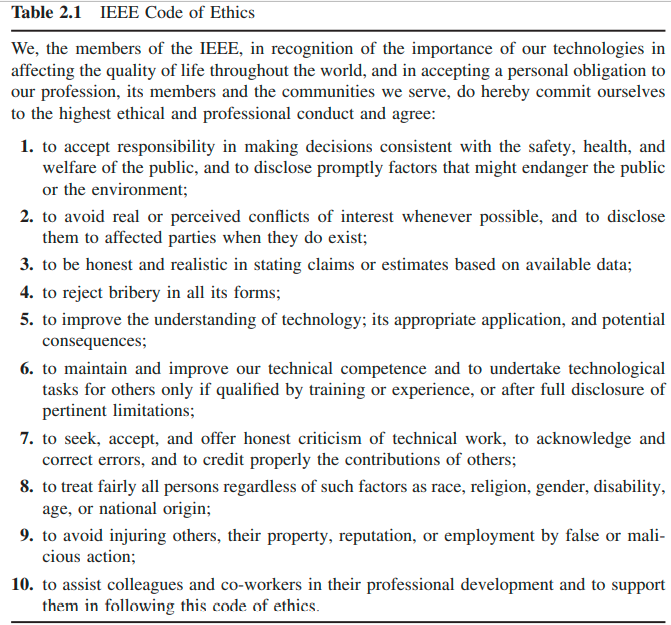 Table 2.1 IEEE Code of Ethics
We, the members of the IEEE, in recognition of the importance of our technologies in
affecting the quality of life throughout the world, and in accepting a personal obligation to
our profession, its members and the communities we serve, do hereby commit ourselves
to the highest ethical and professional conduct and agree:
1. to accept responsibility in making decisions consistent with the safety, health, and
welfare of the public, and to disclose promptly factors that might endanger the public
or the environment;
2. to avoid real or perceived conflicts of interest whenever possible, and to disclose
them to affected parties when they do exist;
3. to be honest and realistic in stating claims or estimates based on available data;
4. to reject bribery in all its forms;
5. to improve the understanding of technology; its appropriate application, and potential
consequences;
6. to maintain and improve our technical competence and to undertake technological
tasks for others only if qualified by training or experience, or after full disclosure of
pertinent limitations;
7. to seek, accept, and offer honest criticism of technical work, to acknowledge and
correct errors, and to credit properly the contributions of others;
8. to treat fairly all persons regardless of such factors as race, religion, gender, disability,
age, or national origin;
9. to avoid injuring others, their property, reputation, or employment by false or mali-
cious action;
10. to assist colleagues and co-workers in their professional development and to support
them in following this code of ethics.